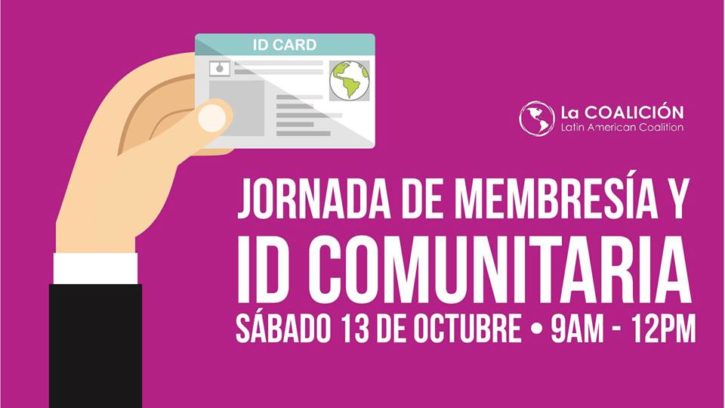 ID CARD
La COALICIÓN
Latin American Coalition
JORNADA DE MEMBRESÍA Y
ID COMUNITARIA
SÁBADO 13 DE OCTUBRE • 9AM - 12PM